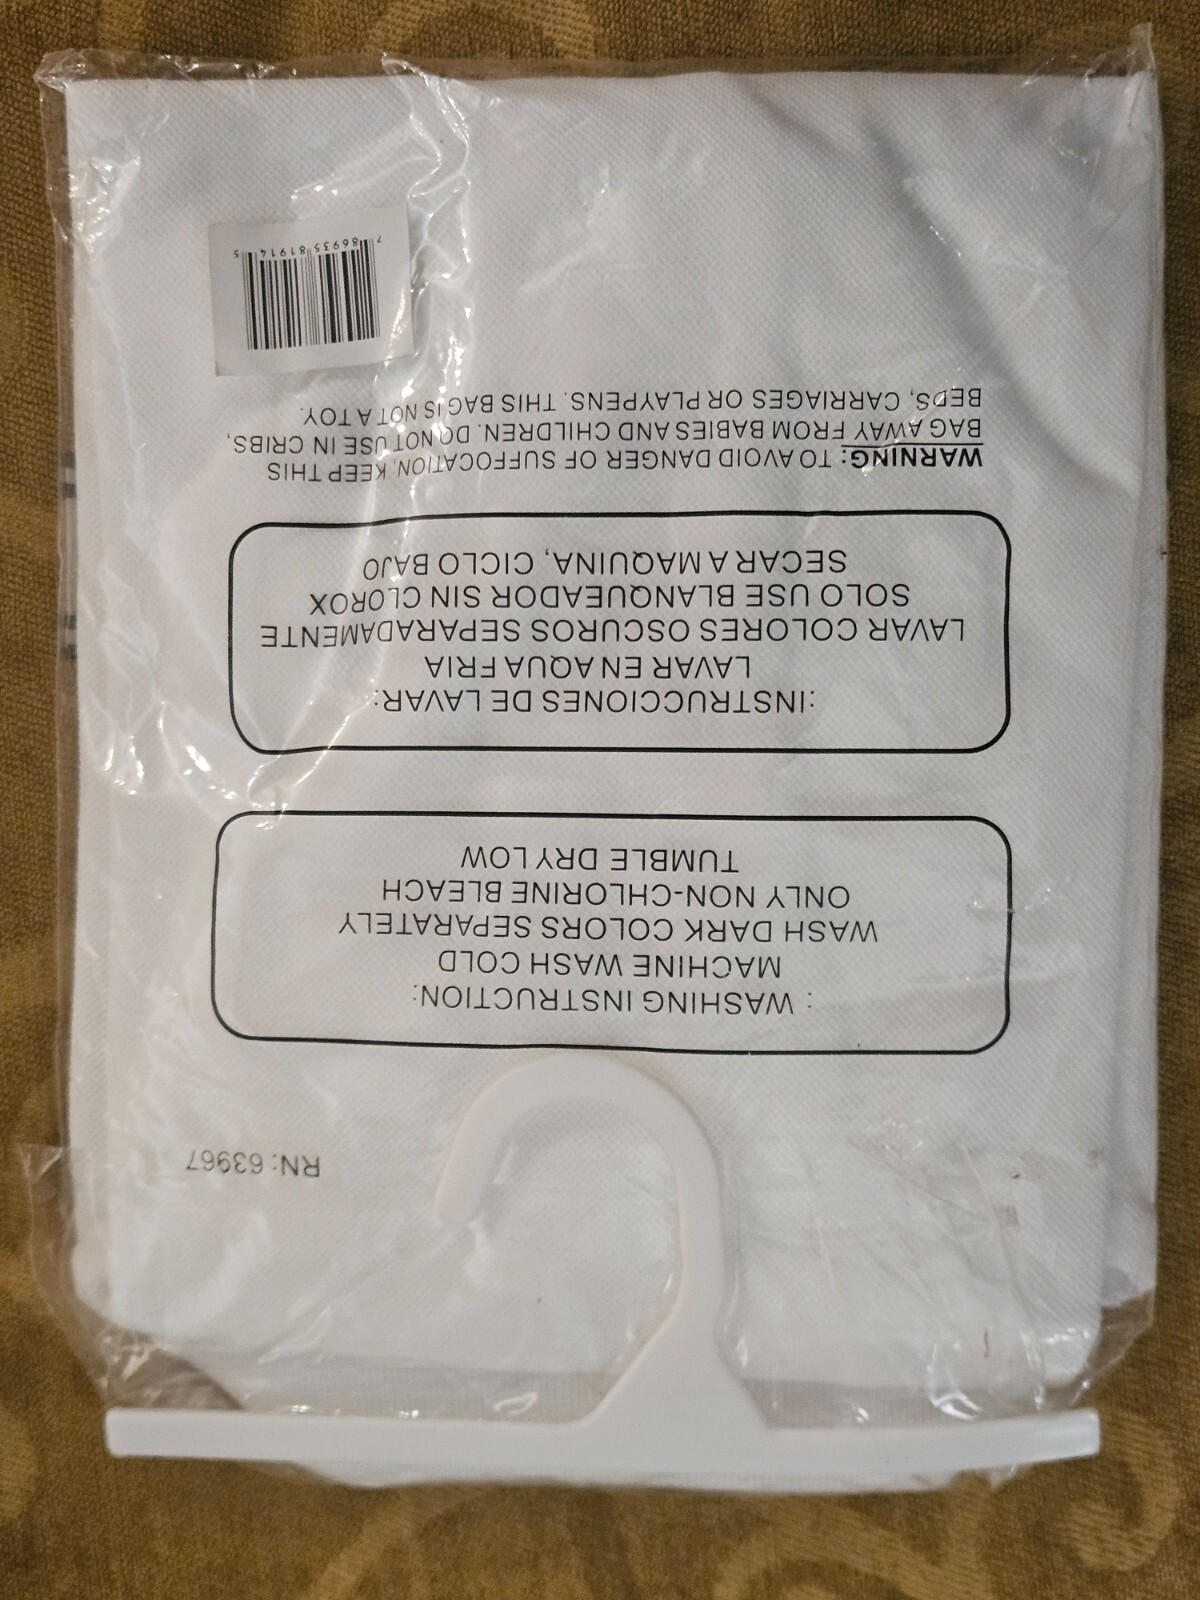 RN: 63967
: WASHING INSTRUCTION:
MACHINE WASH COLD
WASH DARK COLORS SEPARATELY
ONLY NON-CHLORINE BLEACH
TUMBLE DRY LOW
:INSTRUCCIONES DE LAVAR:
LAVAR EN AQUA FRIA
LAVAR COLORES OSCUROS SEPARADAMENTE
SOLO USE BLANQUEADOR SIN CLOROX
SECAR A MAQUINA, CICLO BAJO
WARNING: TO AVOID DANGER OF SUFFOCATION, KEEP THIS
BAG AWAY FROM BABIES AND CHILDREN. DO NOT USE IN CRIBS,
BEDS, CARRIAGES OR PLAYPENS. THIS BAG IS NOT A TOY.
7 86935 81914 5